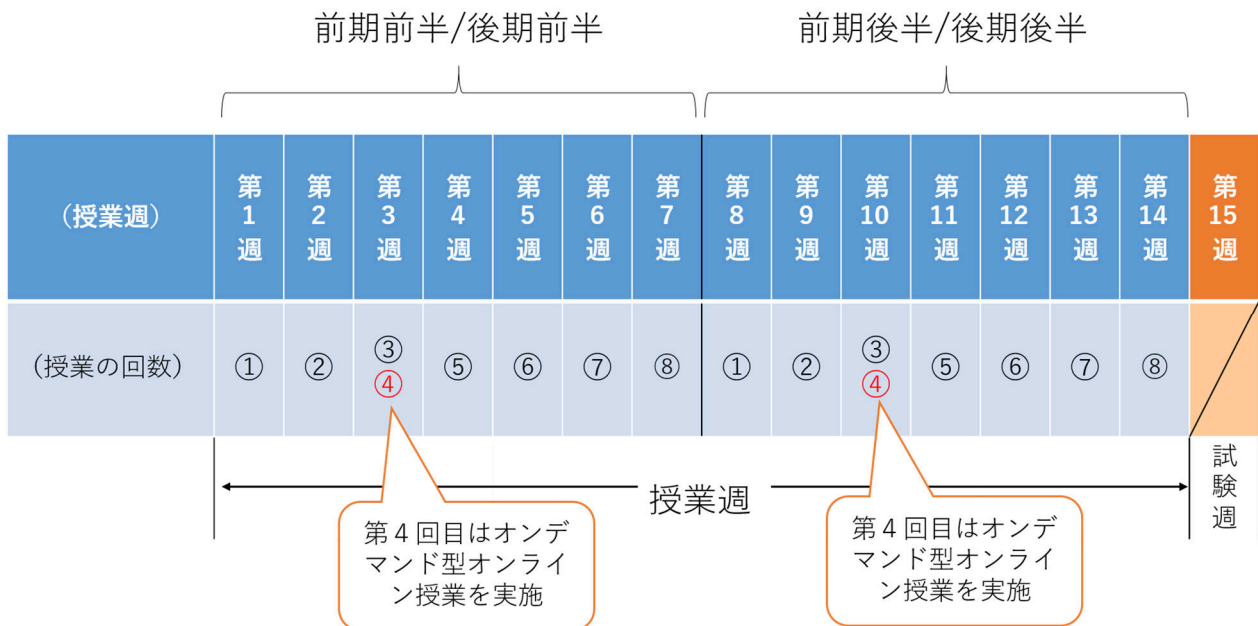 前期前半/後期前半
前期後半/後期後半
（授業週）
第1週
第2週
第3週
第4週
第5週
第6週
第7週
第8週
第9週
第10週
第11週
第12週
第13週
第14週
第15週
(授業の回数)
①
②
③
④
⑤
⑥
⑦
⑧
①
②
③
④
⑤
⑥
⑦
⑧
授業週
試験週
第４回目はオンデ
マンド型オンライ
ン授業を実施
第４回目はオンデ
マンド型オンライ
ン授業を実施